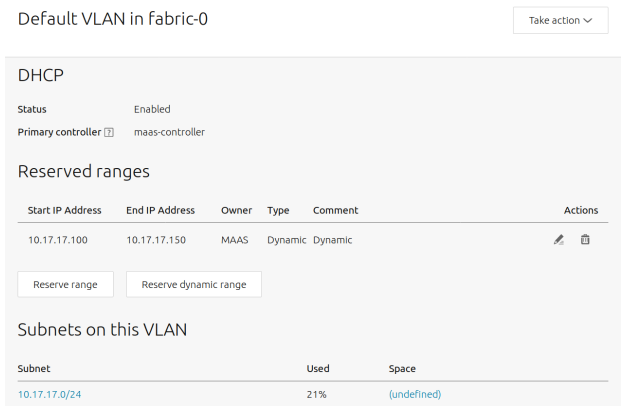 Default VLAN in fabric-0
Take action
DHCP
Status Enabled
Primary controller ? maas-controller
Reserved ranges
Start IP Address End IP Address Owner Type Comment Actions
10.17.17.100 10.17.17.150 MAAS Dynamic Dynamic
Reserve range Reserve dynamic range
Subnets on this VLAN
Subnet Used Space
10.17.17.0/24 21% (undefined)